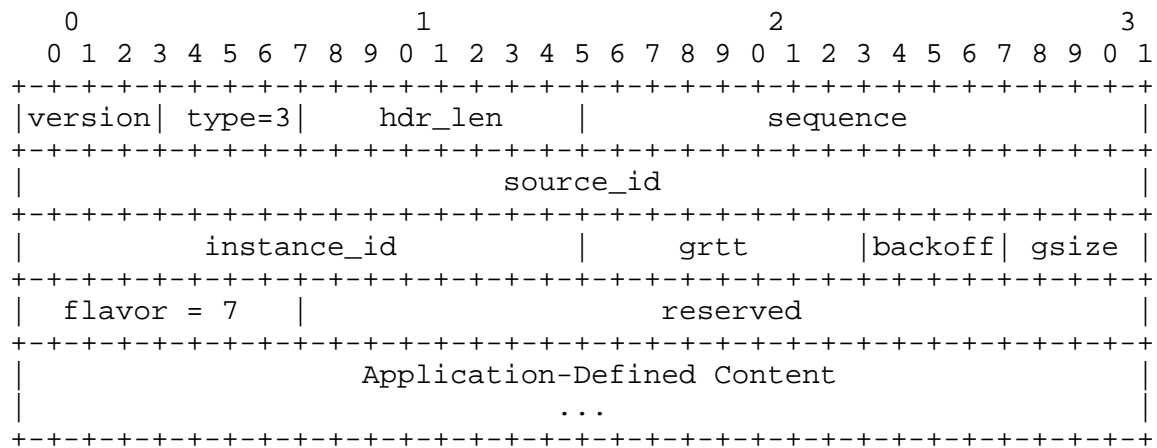 0                   1                   2                   3
   0 1 2 3 4 5 6 7 8 9 0 1 2 3 4 5 6 7 8 9 0 1 2 3 4 5 6 7 8 9 0 1
 +-+-+-+-+-+-+-+-+-+-+-+-+-+-+-+-+-+-+-+-+-+-+-+-+-+-+-+-+-+-+-+-+
 |version| type=3|    hdr_len    |          sequence             |
 +-+-+-+-+-+-+-+-+-+-+-+-+-+-+-+-+-+-+-+-+-+-+-+-+-+-+-+-+-+-+-+-+
 |                           source_id                           |
 +-+-+-+-+-+-+-+-+-+-+-+-+-+-+-+-+-+-+-+-+-+-+-+-+-+-+-+-+-+-+-+-+
 |          instance_id          |     grtt      |backoff| gsize |
 +-+-+-+-+-+-+-+-+-+-+-+-+-+-+-+-+-+-+-+-+-+-+-+-+-+-+-+-+-+-+-+-+
 |  flavor = 7   |                    reserved                   |
 +-+-+-+-+-+-+-+-+-+-+-+-+-+-+-+-+-+-+-+-+-+-+-+-+-+-+-+-+-+-+-+-+
 |                   Application-Defined Content                 |
 |                              ...                              |
 +-+-+-+-+-+-+-+-+-+-+-+-+-+-+-+-+-+-+-+-+-+-+-+-+-+-+-+-+-+-+-+-+